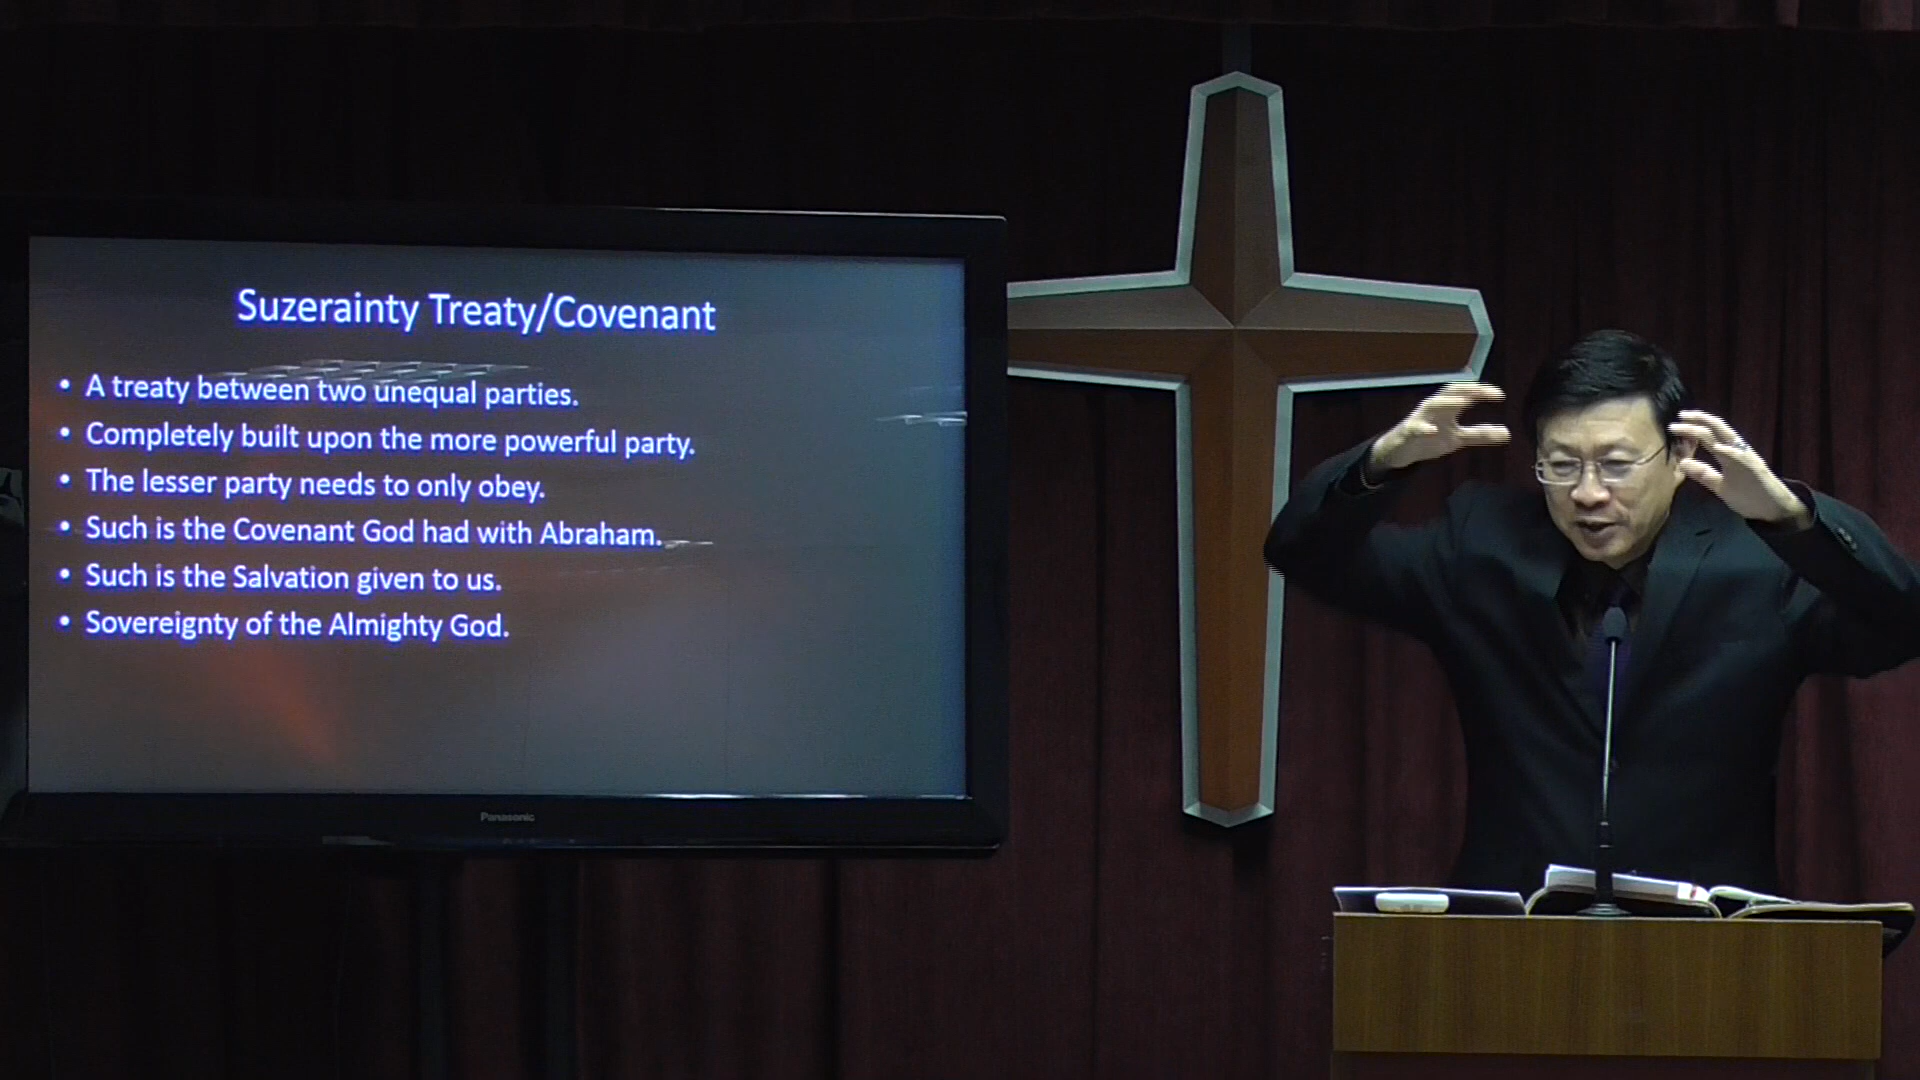 Suzerainty Treaty/Covenant
• A treaty between two unequal parties.
• Completely built upon the more powerful party.
• The lesser party needs to only obey.
• Such is the Covenant God had with Abraham.
• Such is the Salvation given to us.
• Sovereignty of the Almighty God.
Panasonic